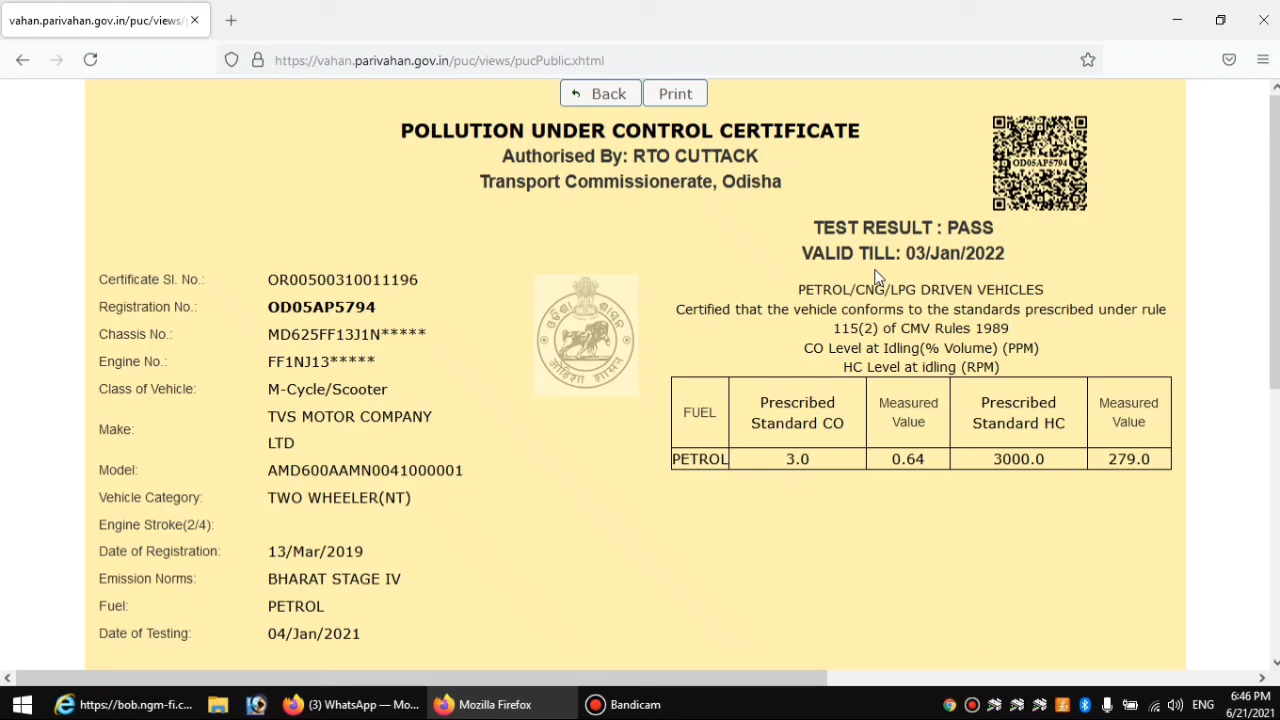 vahan.parivahan.gov.in/puc/views/p
https://vahan.parivahan.gov.in/puc/views/pucPublic.xhtml
Back Print
POLLUTION UNDER CONTROL CERTIFICATE
Authorised By: RTO CUTTACK
Transport Commissionerate, Odisha
OD05AP5794
TEST RESULT : PASS
VALID TILL: 03/Jan/2022
Certificate Sl. No.: OR00500310011196
Registration No.: OD05AP5794
Chassis No.: MD625FF13J1N*****
Engine No.: FF1NJ13*****
Class of Vehicle: M-Cycle/Scooter
Make: TVS MOTOR COMPANY
LTD
Model: AMD600AAMN0041000001
Vehicle Category: TWO WHEELER(NT)
Engine Stroke(2/4):
Date of Registration: 13/Mar/2019
Emission Norms: BHARAT STAGE IV
Fuel: PETROL
Date of Testing: 04/Jan/2021
PETROL/CNG/LPG DRIVEN VEHICLES
Certified that the vehicle conforms to the standards prescribed under rule
115(2) of CMV Rules 1989
CO Level at Idling(% Volume) (PPM)
HC Level at idling (RPM)
FUEL Prescribed Standard CO Measured Value Prescribed Standard HC Measured Value
PETROL 3.0 0.64 3000.0 279.0
https://bob.ngm-fi.c... (3) WhatsApp — Mo... Mozilla Firefox Bandicam ENG 6:46 PM
6/21/2021